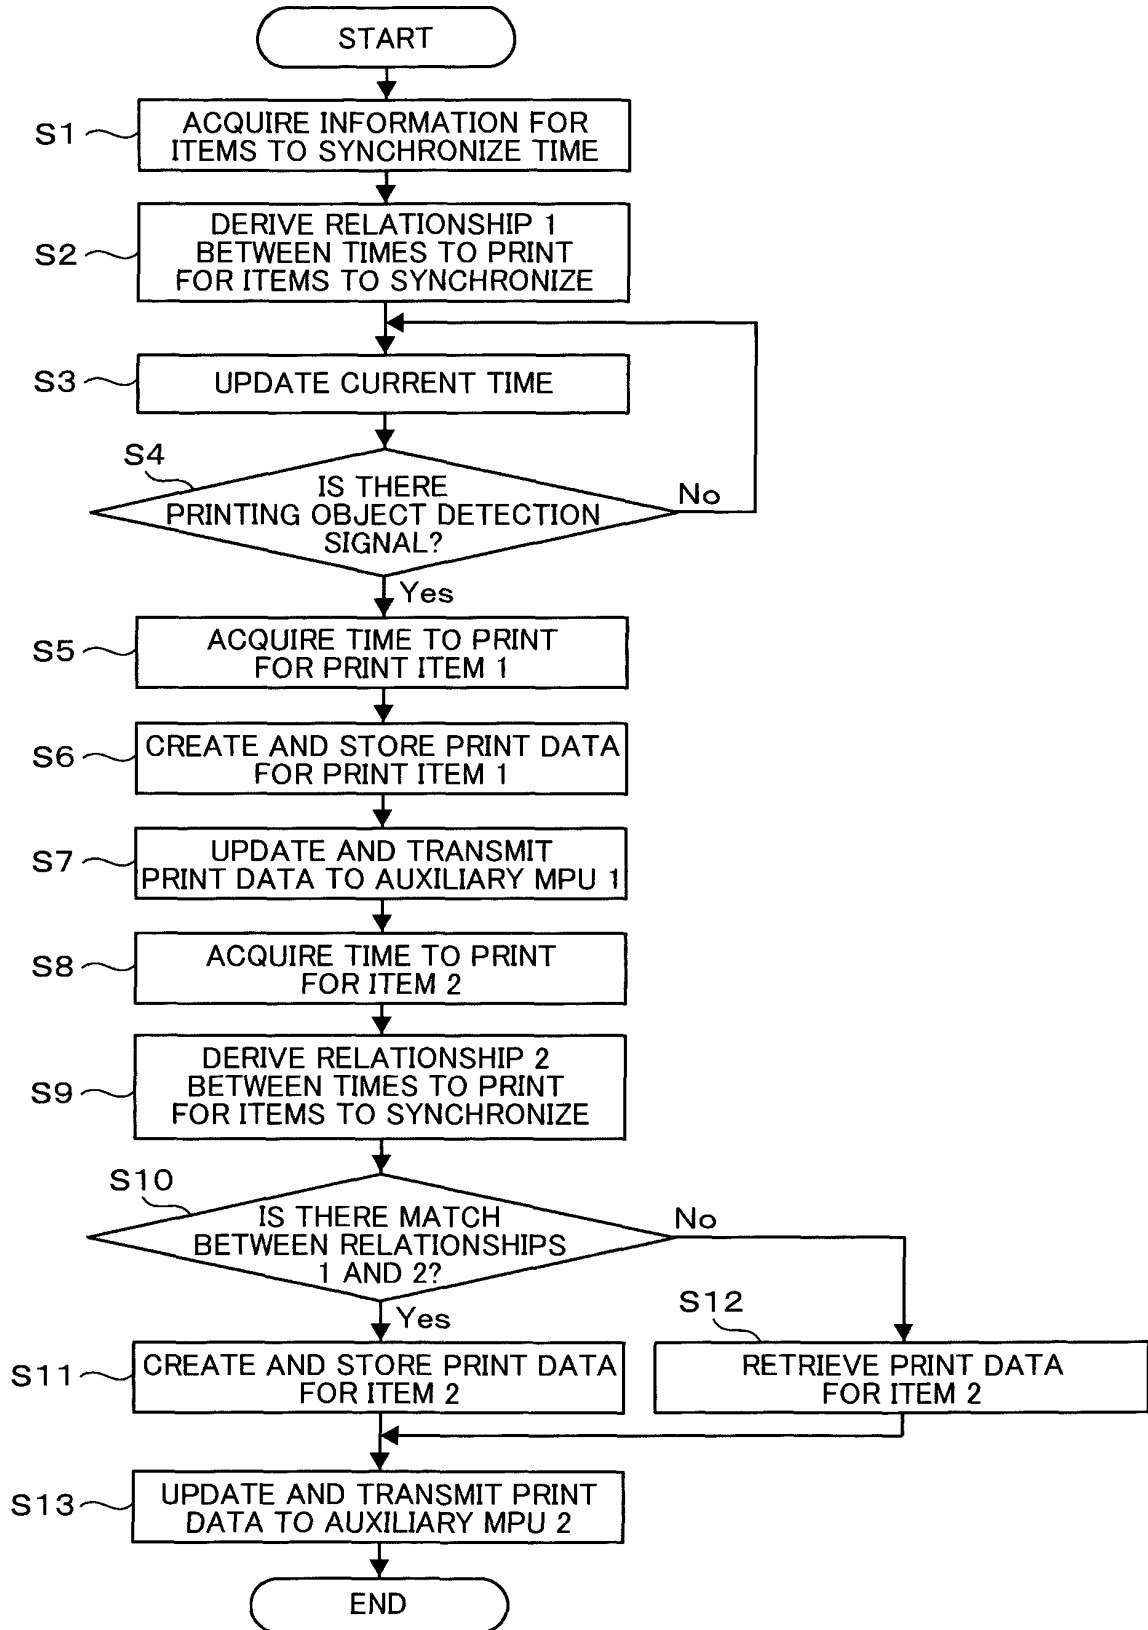 START
S1
ACQUIRE INFORMATION FOR
ITEMS TO SYNCHRONIZE TIME
S2
DERIVE RELATIONSHIP 1
BETWEEN TIMES TO PRINT
FOR ITEMS TO SYNCHRONIZE
S3
UPDATE CURRENT TIME
S4
IS THERE
PRINTING OBJECT DETECTION
SIGNAL?
No
Yes
S5
ACQUIRE TIME TO PRINT
FOR PRINT ITEM 1
S6
CREATE AND STORE PRINT DATA
FOR PRINT ITEM 1
S7
UPDATE AND TRANSMIT
PRINT DATA TO AUXILIARY MPU 1
S8
ACQUIRE TIME TO PRINT
FOR ITEM 2
S9
DERIVE RELATIONSHIP 2
BETWEEN TIMES TO PRINT
FOR ITEMS TO SYNCHRONIZE
S10
IS THERE MATCH
BETWEEN RELATIONSHIPS
1 AND 2?
No
Yes
S11
CREATE AND STORE PRINT DATA
FOR ITEM 2
S12
RETRIEVE PRINT DATA
FOR ITEM 2
S13
UPDATE AND TRANSMIT PRINT
DATA TO AUXILIARY MPU 2
END